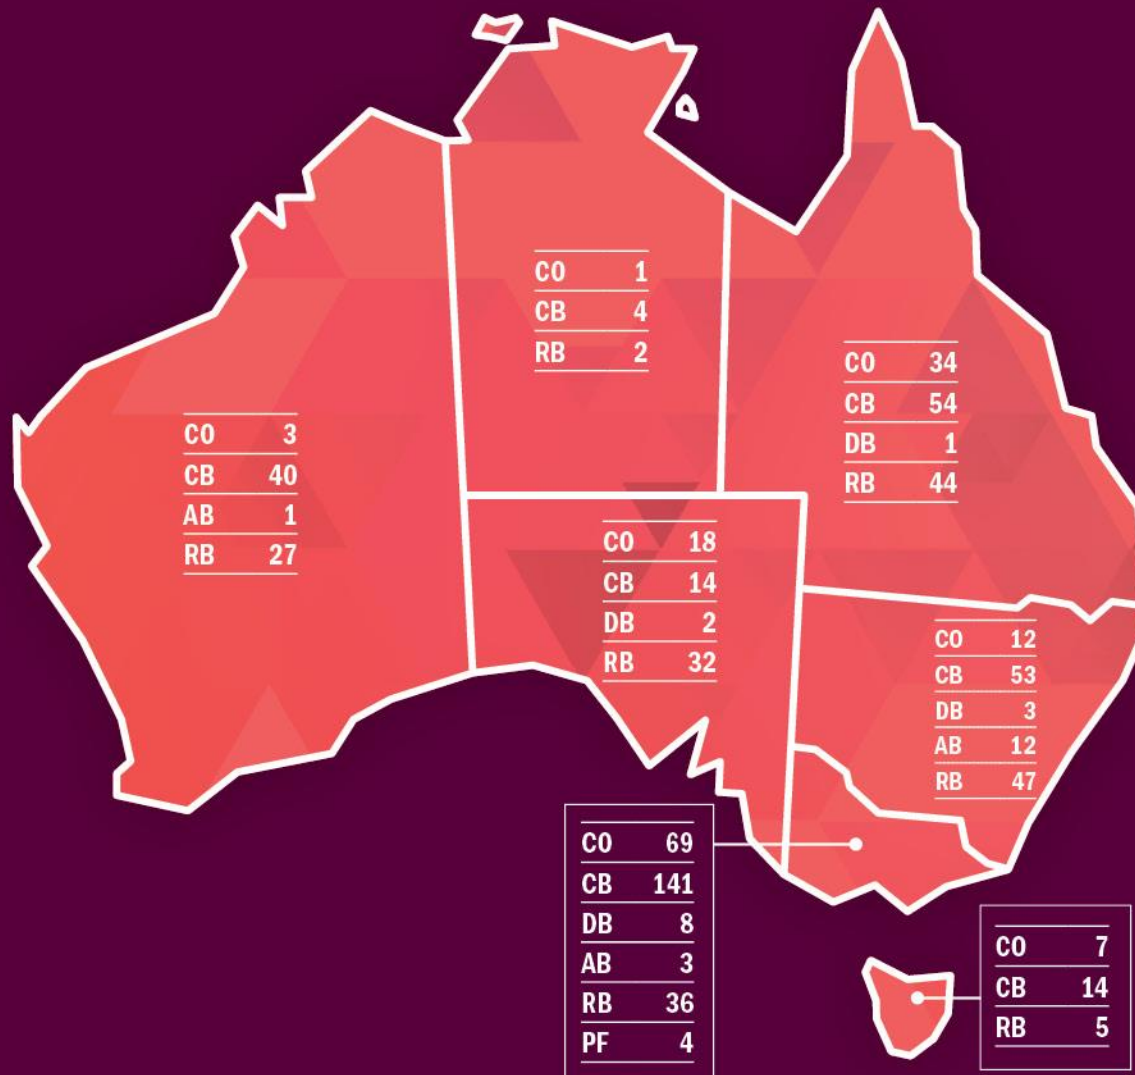 CO 1
CB 4
RB 2
CO 34
CB 54
DB 1
RB 44
CO 3
CB 40
AB 1
RB 27
CO 18
CB 14
DB 2
RB 32
CO 12
CB 53
DB 3
AB 12
RB 47
CO 69
CB 141
DB 8
AB 3
RB 36
PF 4
CO 7
CB 14
RB 5